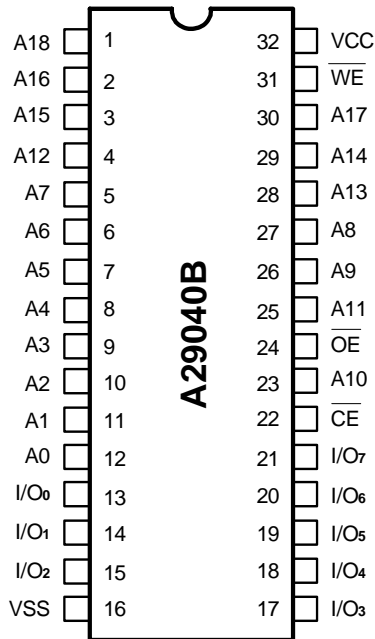 A18 1 32 VCC
A16 2 31 W̅E̅
A15 3 30 A17
A12 4 29 A14
A7 5 28 A13
A6 6 27 A8
A5 7 26 A9
A4 8 25 A11
A3 9 24 O̅E̅
A2 10 23 A10
A1 11 22 C̅E̅
A0 12 21 I/O₇
I/O₀ 13 20 I/O₆
I/O₁ 14 19 I/O₅
I/O₂ 15 18 I/O₄
VSS 16 17 I/O₃
A29040B